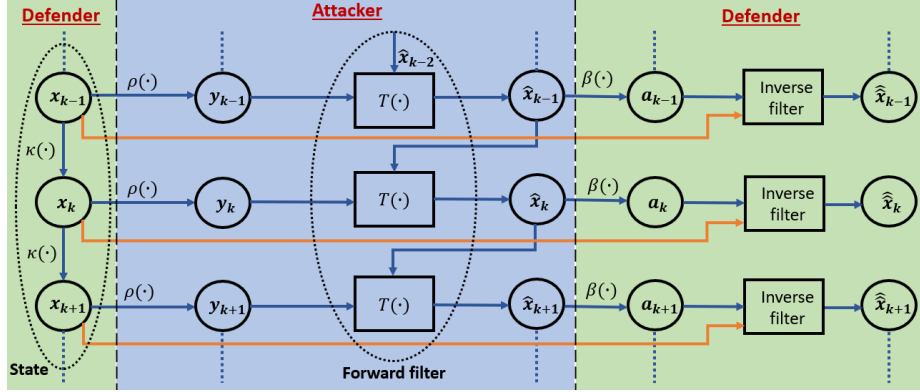 Defender
Attacker
Defender
x̂ₖ₋₂
xₖ₋₁
ρ(·)
yₖ₋₁
T(·)
x̂ₖ₋₁
β(·)
aₖ₋₁
Inverse
filter
x̂̂ₖ₋₁
κ(·)
xₖ
ρ(·)
yₖ
T(·)
x̂ₖ
β(·)
aₖ
Inverse
filter
x̂̂ₖ
κ(·)
xₖ₊₁
ρ(·)
yₖ₊₁
T(·)
x̂ₖ₊₁
β(·)
aₖ₊₁
Inverse
filter
x̂̂ₖ₊₁
State
Forward filter